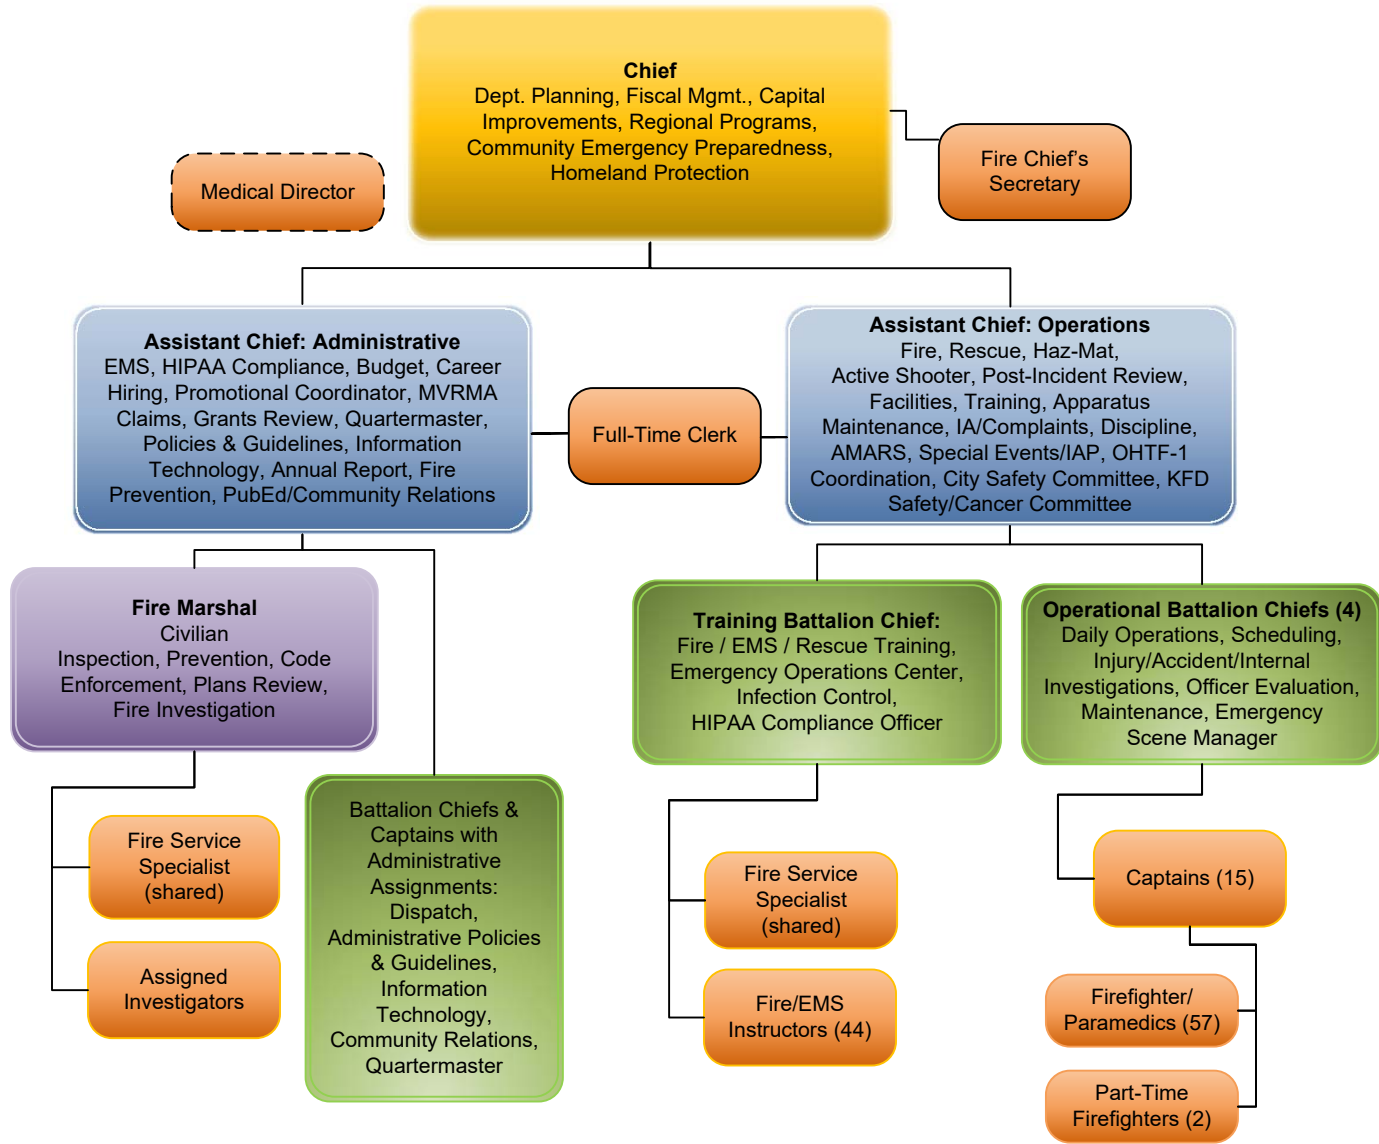 Chief
Dept. Planning, Fiscal Mgmt., Capital
Improvements, Regional Programs,
Community Emergency Preparedness,
Homeland Protection
Fire Chief’s
Secretary
Medical Director
Assistant Chief: Administrative
EMS, HIPAA Compliance, Budget, Career
Hiring, Promotional Coordinator, MVRMA
Claims, Grants Review, Quartermaster,
Policies & Guidelines, Information
Technology, Annual Report, Fire
Prevention, PubEd/Community Relations
Full-Time Clerk
Assistant Chief: Operations
Fire, Rescue, Haz-Mat,
Active Shooter, Post-Incident Review,
Facilities, Training, Apparatus
Maintenance, IA/Complaints, Discipline,
AMARS, Special Events/IAP, OHTF-1
Coordination, City Safety Committee, KFD
Safety/Cancer Committee
Fire Marshal
Civilian
Inspection, Prevention, Code
Enforcement, Plans Review,
Fire Investigation
Training Battalion Chief:
Fire / EMS / Rescue Training,
Emergency Operations Center,
Infection Control,
HIPAA Compliance Officer
Operational Battalion Chiefs (4)
Daily Operations, Scheduling,
Injury/Accident/Internal
Investigations, Officer Evaluation,
Maintenance, Emergency
Scene Manager
Fire Service
Specialist
(shared)
Assigned
Investigators
Battalion Chiefs &
Captains with
Administrative
Assignments:
Dispatch,
Administrative Policies
& Guidelines,
Information
Technology,
Community Relations,
Quartermaster
Fire Service
Specialist
(shared)
Fire/EMS
Instructors (44)
Captains (15)
Firefighter/
Paramedics (57)
Part-Time
Firefighters (2)